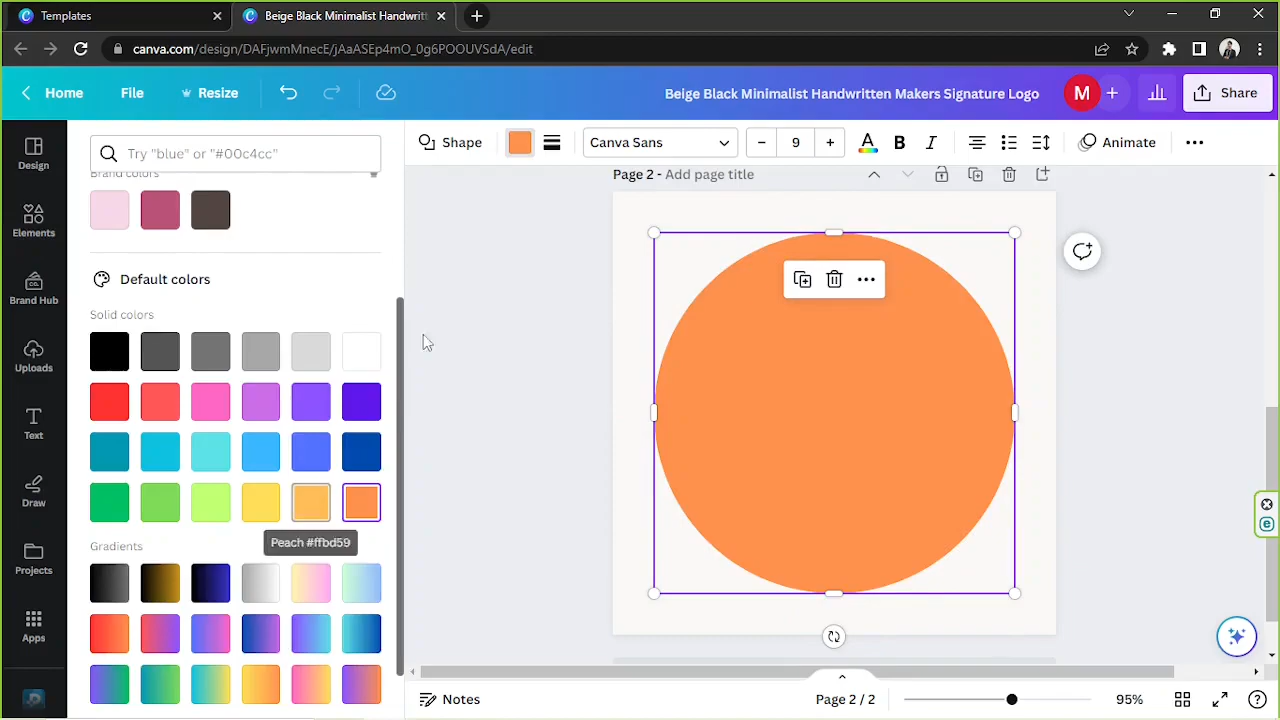 Templates
Beige Black Minimalist Handwritt
canva.com/design/DAFjwmMnecE/jAaASEp4mO_0g6POOUVSdA/edit
Home
File
Resize
Beige Black Minimalist Handwritten Makers Signature Logo
M
Share
Design
Elements
Brand Hub
Uploads
Text
Draw
Projects
Apps
Try "blue" or "#00c4cc"
Brand colors
Default colors
Solid colors
Peach #ffbd59
Gradients
Shape
Canva Sans
9
A
B
I
Animate
Page 2 - Add page title
Notes
Page 2 / 2
95%